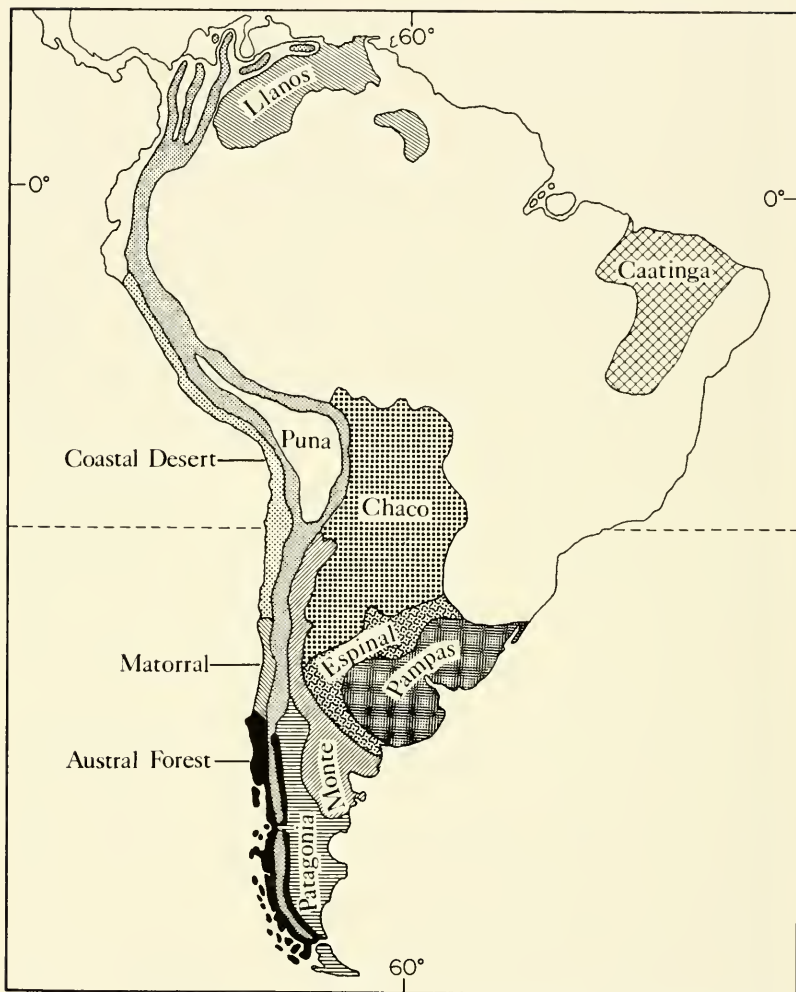 60°
Llanos
0°
0°
Caatinga
Puna
Coastal Desert
Chaco
Espinal
Pampas
Matorral
Austral Forest
Monte
Patagonia
60°